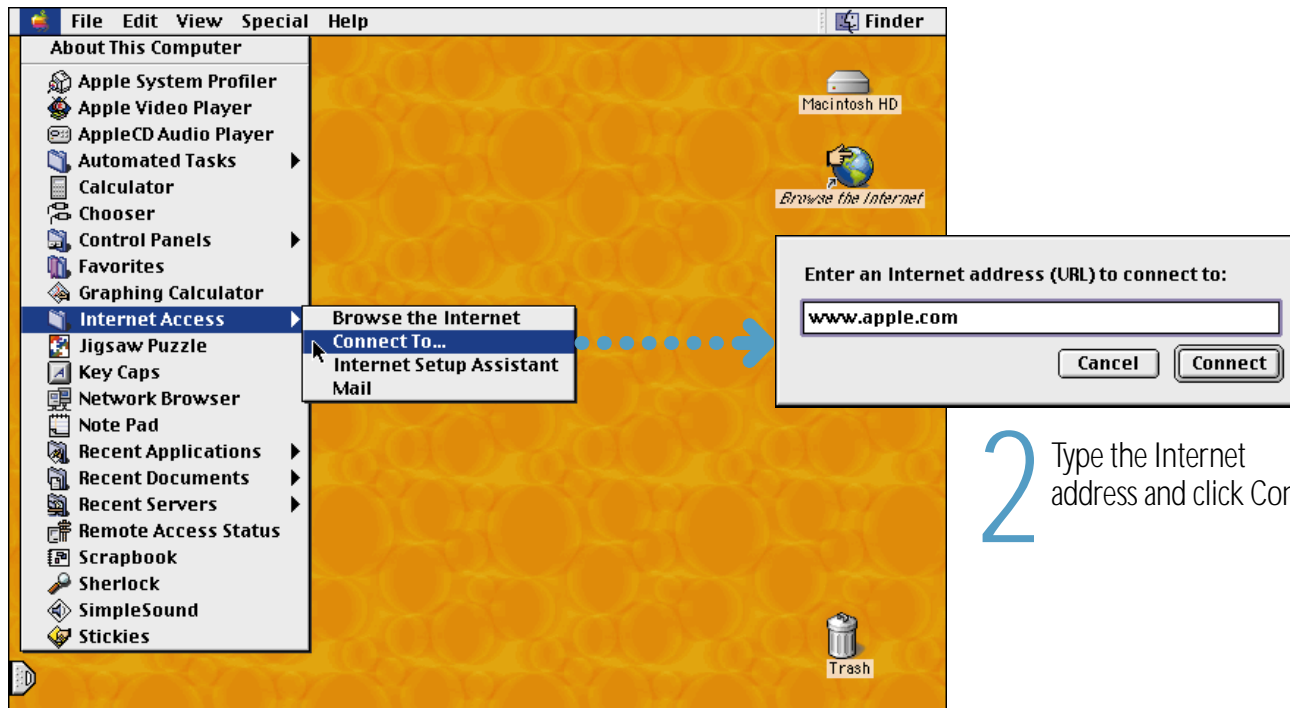 File Edit View Special Help Finder
About This Computer
Apple System Profiler
Apple Video Player
AppleCD Audio Player
Automated Tasks
Calculator
Chooser
Control Panels
Favorites
Graphing Calculator
Internet Access
Jigsaw Puzzle
Key Caps
Network Browser
Note Pad
Recent Applications
Recent Documents
Recent Servers
Remote Access Status
Scrapbook
Sherlock
SimpleSound
Stickies
Browse the Internet
Connect To...
Internet Setup Assistant
Mail
Macintosh HD
Browse the Internet
Trash
Enter an Internet address (URL) to connect to:
www.apple.com
Cancel Connect
2
Type the Internet
address and click Con